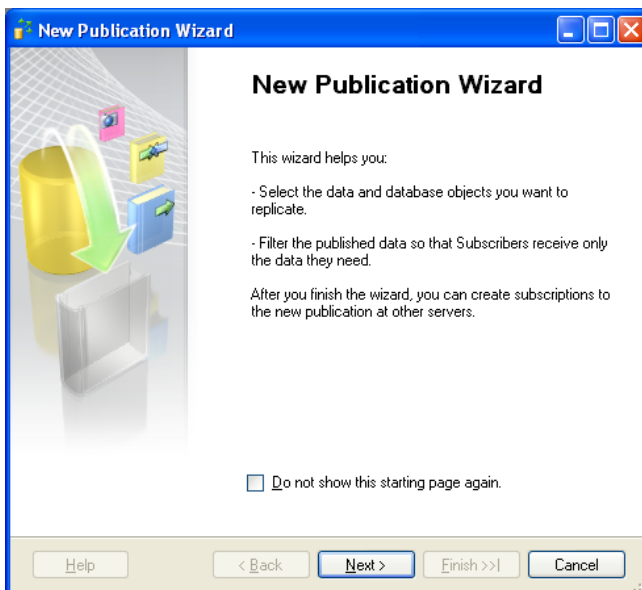 New Publication Wizard
New Publication Wizard
This wizard helps you:
- Select the data and database objects you want to
replicate.
- Filter the published data so that Subscribers receive only
the data they need.
After you finish the wizard, you can create subscriptions to
the new publication at other servers.
Do not show this starting page again.
Help
< Back
Next >
Finish >>|
Cancel